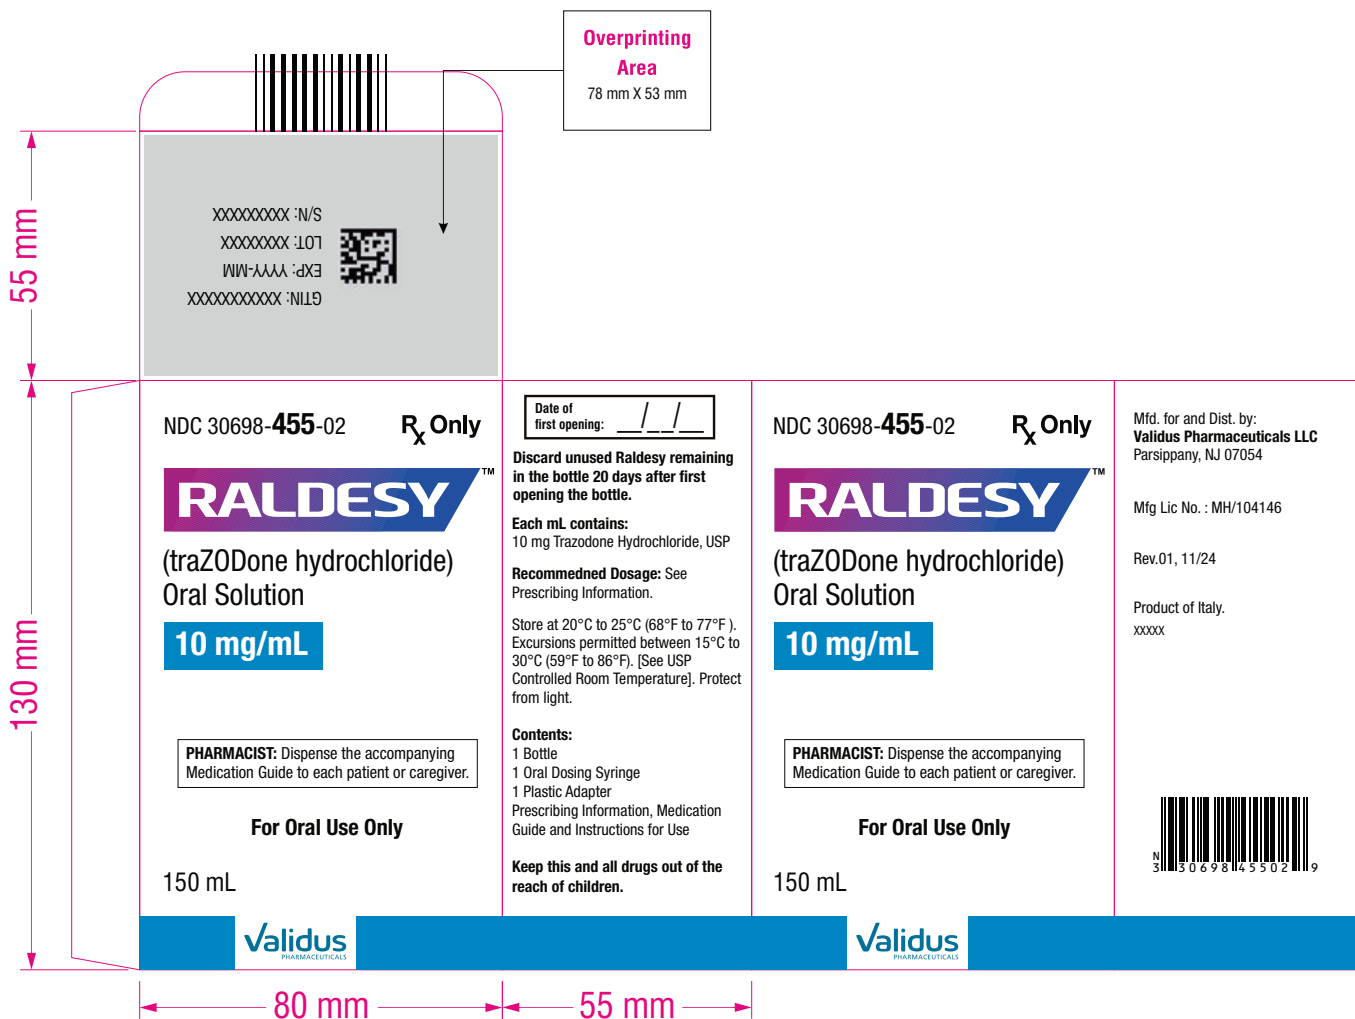 Overprinting
Area
78 mm X 53 mm
55 mm
S/N: XXXXXXXXX
LOT: XXXXXXXX
EXP: YYYY-MM
GTIN: XXXXXXXXXXXX
130 mm
NDC 30698-455-02 Rx Only
RALDESY™
(traZODone hydrochloride)
Oral Solution
10 mg/mL
PHARMACIST: Dispense the accompanying
Medication Guide to each patient or caregiver.
For Oral Use Only
150 mL
Validus
PHARMACEUTICALS
Date of
first opening: __/__/__
Discard unused Raldesy remaining
in the bottle 20 days after first
opening the bottle.
Each mL contains:
10 mg Trazodone Hydrochloride, USP
Recommedned Dosage: See
Prescribing Information.
Store at 20°C to 25°C (68°F to 77°F ).
Excursions permitted between 15°C to
30°C (59°F to 86°F). [See USP
Controlled Room Temperature]. Protect
from light.
Contents:
1 Bottle
1 Oral Dosing Syringe
1 Plastic Adapter
Prescribing Information, Medication
Guide and Instructions for Use
Keep this and all drugs out of the
reach of children.
NDC 30698-455-02 Rx Only
RALDESY™
(traZODone hydrochloride)
Oral Solution
10 mg/mL
PHARMACIST: Dispense the accompanying
Medication Guide to each patient or caregiver.
For Oral Use Only
150 mL
Validus
PHARMACEUTICALS
Mfd. for and Dist. by:
Validus Pharmaceuticals LLC
Parsippany, NJ 07054
Mfg Lic No. : MH/104146
Rev.01, 11/24
Product of Italy.
xxxxx
N
3 30698 45502 9
80 mm
55 mm